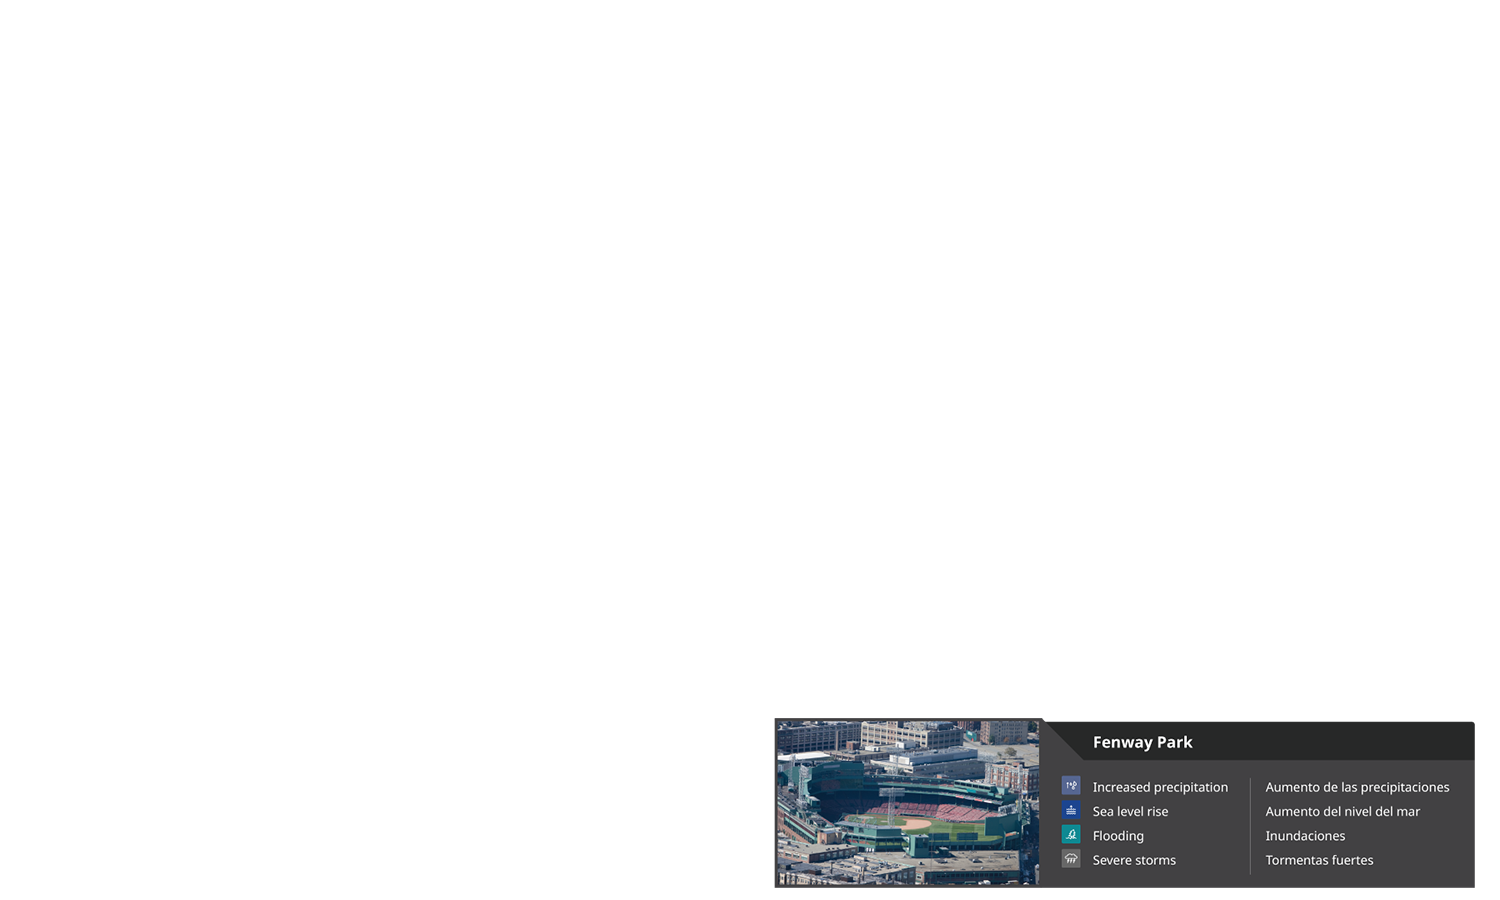 Fenway Park
Increased precipitation
Sea level rise
Flooding
Severe storms
Aumento de las precipitaciones
Aumento del nivel del mar
Inundaciones
Tormentas fuertes